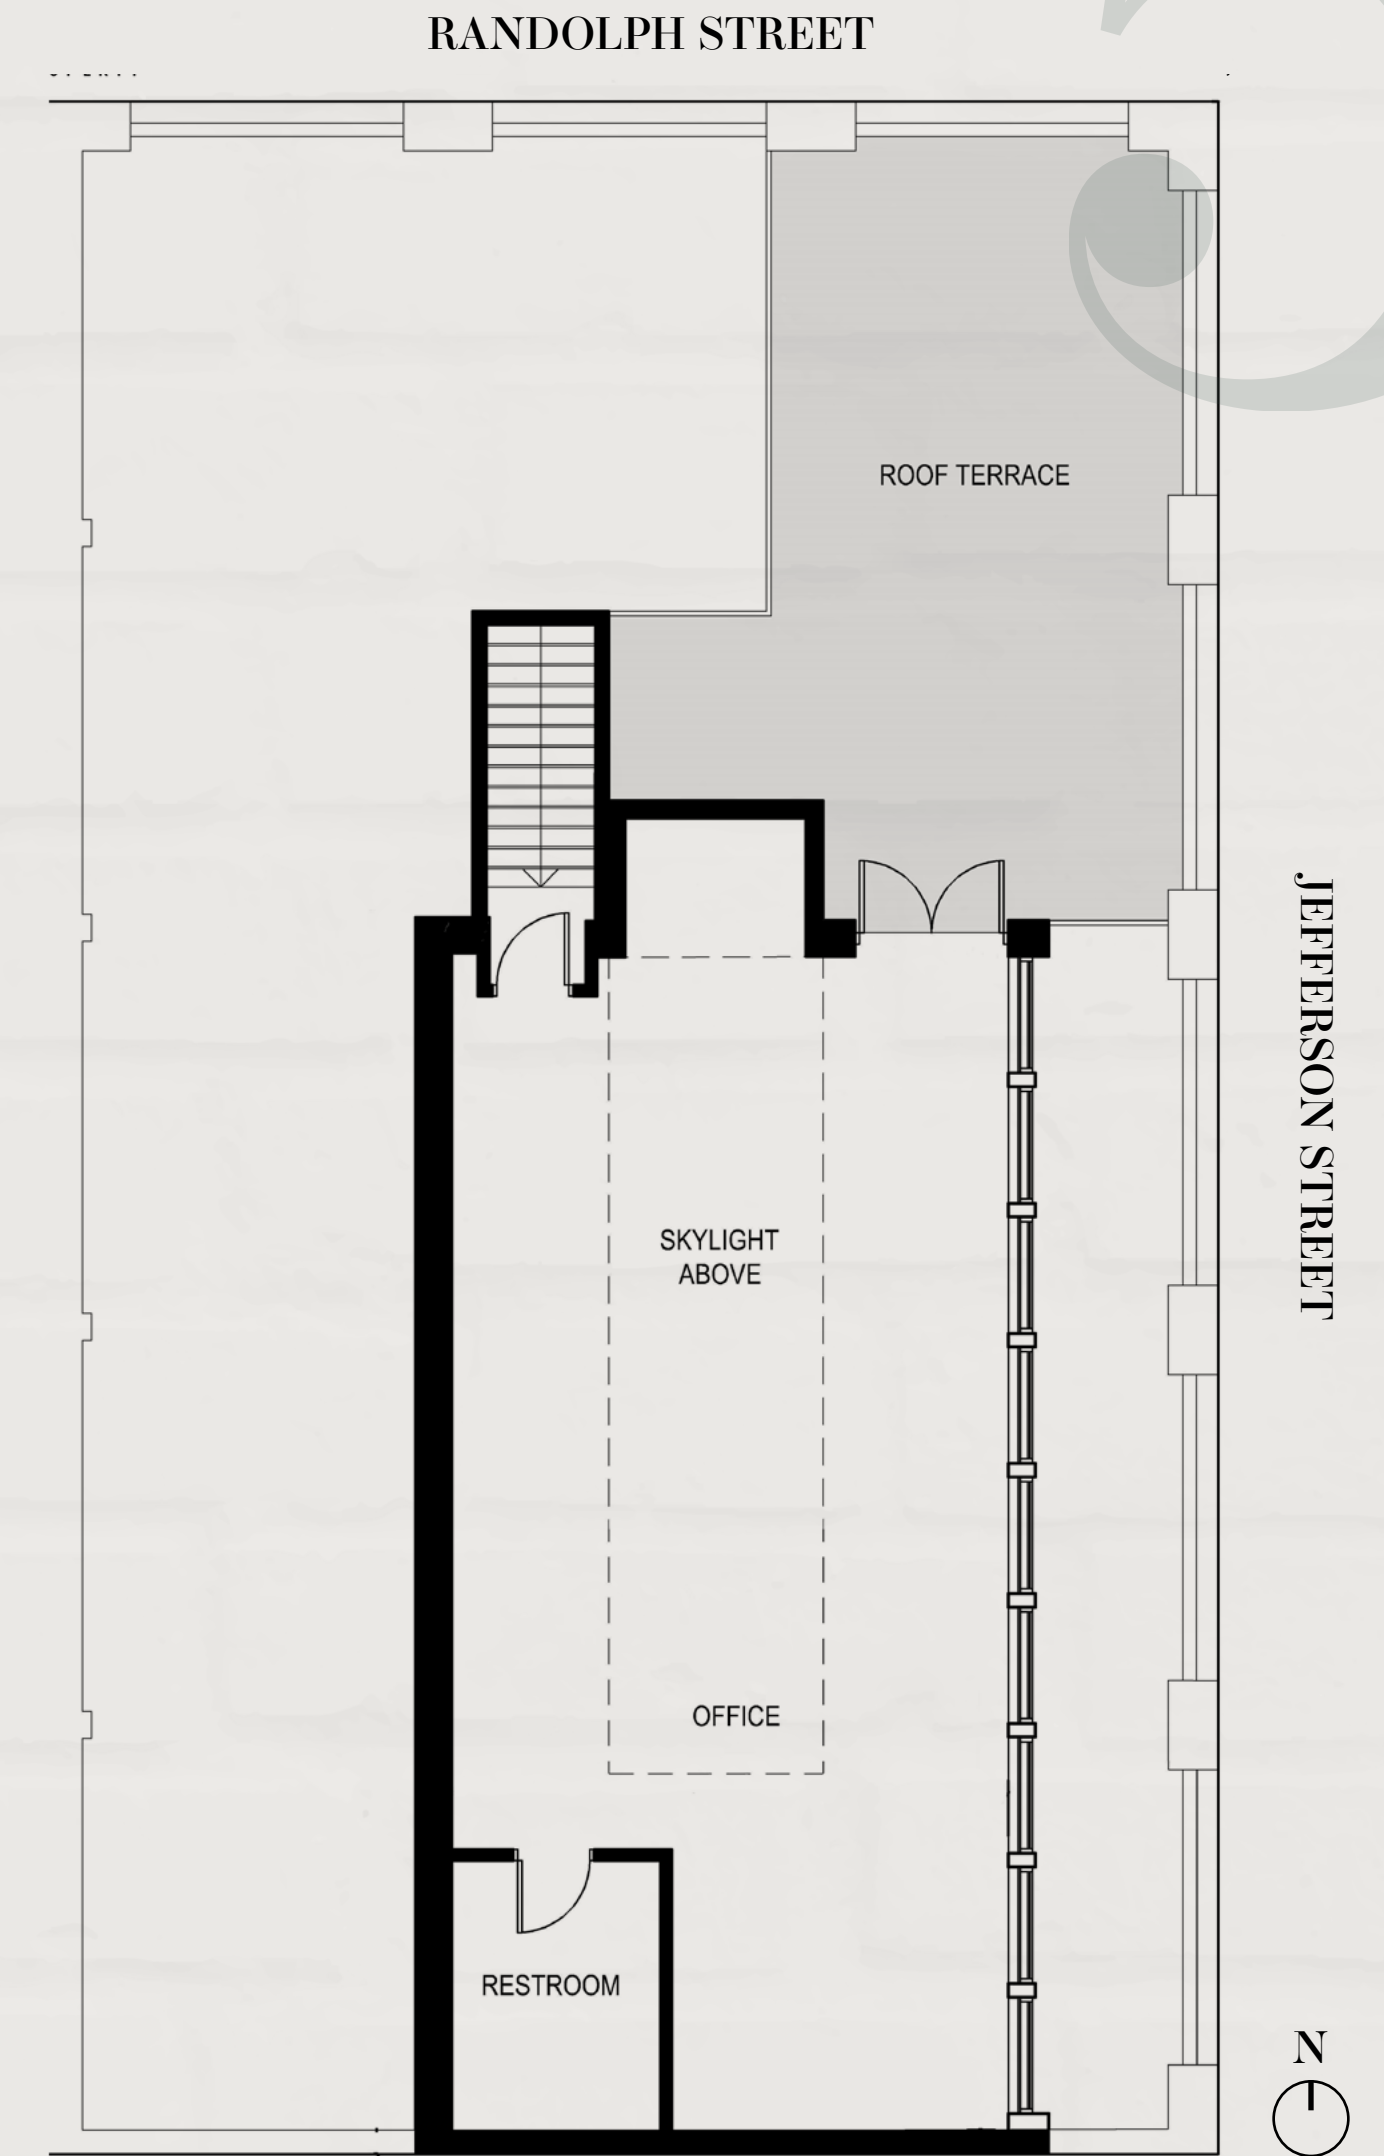 RANDOLPH STREET
ROOF TERRACE
JEFFERSON STREET
SKYLIGHT
ABOVE
OFFICE
RESTROOM
N